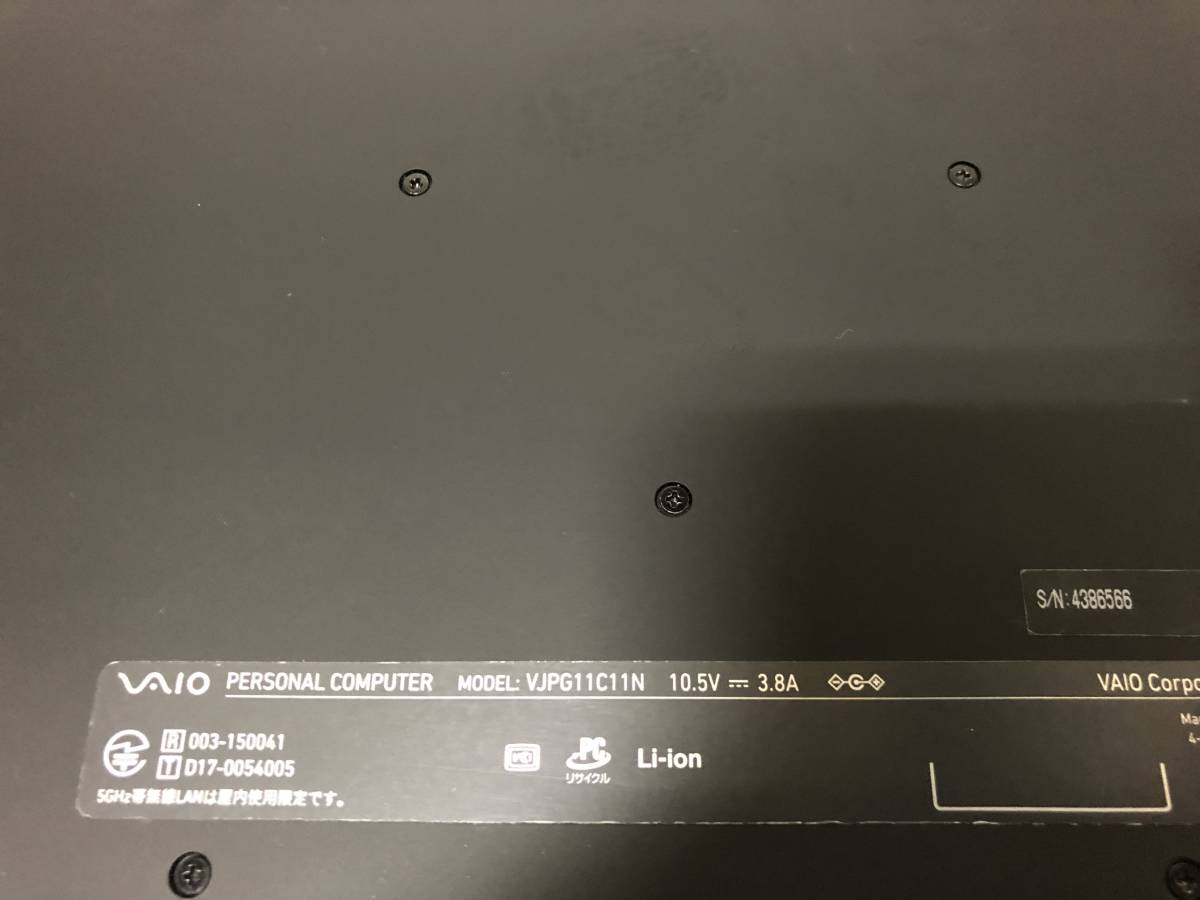 S/N:4386566
VAIO PERSONAL COMPUTER MODEL: VJPG11C11N 10.5V 3.8A VAIO Corpo
Ma
4-
R 003-150041
T D17-0054005
5GHz帯無線LANは屋内使用限定です。
PC
リサイクル
Li-ion